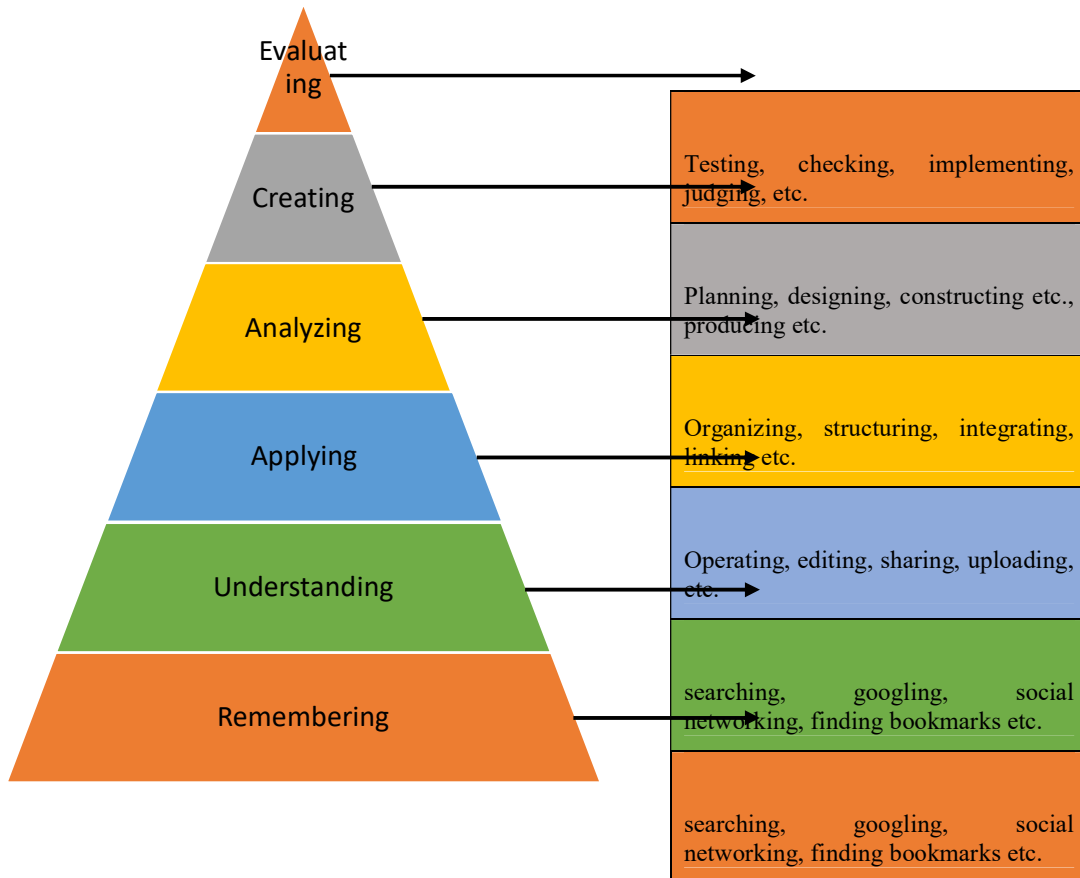 Evaluat
ing
Creating
Analyzing
Applying
Understanding
Remembering
Testing, checking, implementing,
judging, etc.
Planning, designing, constructing etc.,
producing etc.
Organizing, structuring, integrating,
linking etc.
Operating, editing, sharing, uploading,
etc.
searching, googling, social
networking, finding bookmarks etc.
searching, googling, social
networking, finding bookmarks etc.